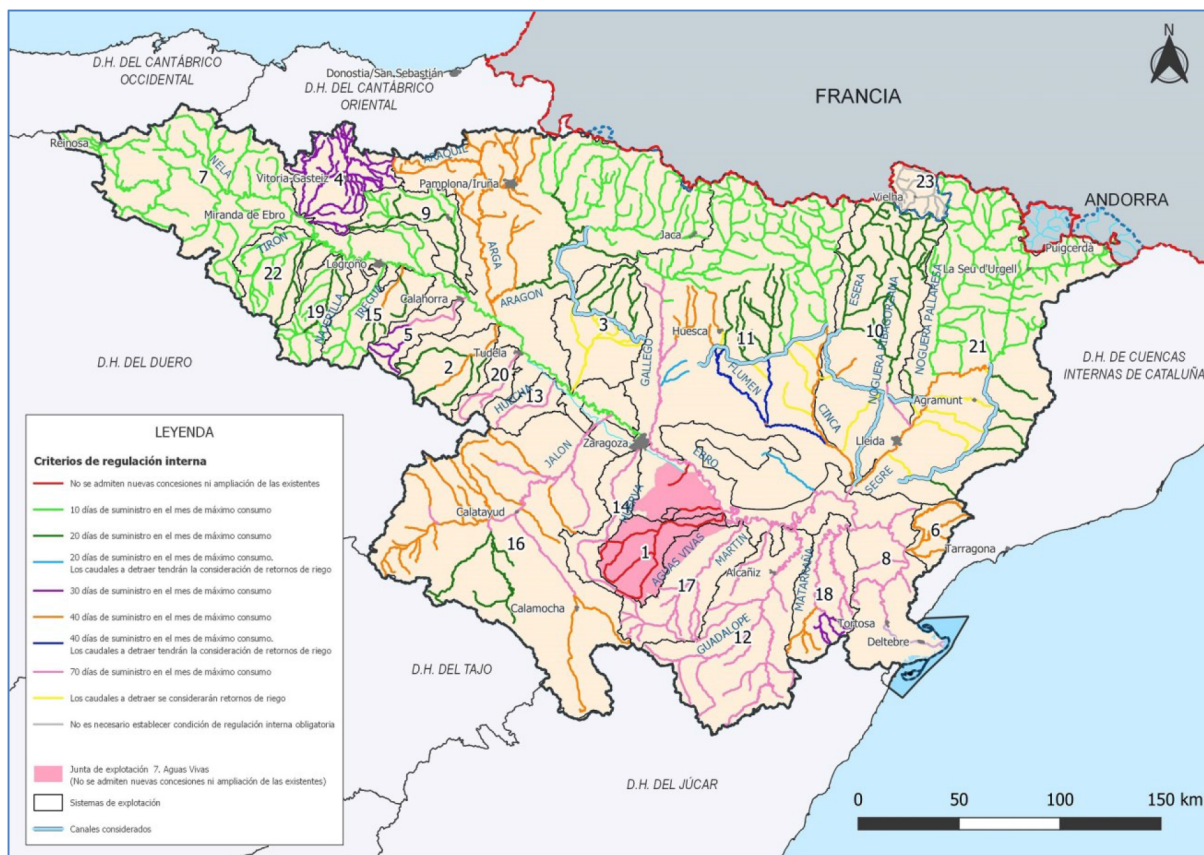 D.H. DEL CANTÁBRICO
OCCIDENTAL
Donostia/San Sebastián
D.H. DEL CANTÁBRICO
ORIENTAL
FRANCIA
N
Reinosa
NELA
7
Vitoria-Gasteiz
4
ARAQUIL
Pamplona/Iruña
23
Vielha
ANDORRA
Puigcerdà
Miranda de Ebro
9
ARGA
Jaca
La Seu d'Urgell
TIRÓN
22
Logroño
19
NAJERILLA
IREGUA
15
Calahorra
5
ARAGON
3
GALLEGO
Huesca
11
ESERA
10
NOGUERA RIBAGORZANA
NOGUERA PALLARESA
21
D.H. DEL DUERO
2
Tudela
20
HUECHA
13
FLUMEN
CINCA
Agramunt
Lleida
SEGRE
D.H. DE CUENCAS
INTERNAS DE CATALUÑA
JALON
Zaragoza
EBRO
Calatayud
16
14
HUERVA
1
AGUAS VIVAS
17
MARTIN
Alcañiz
MATARRAÑA
18
6
Tarragona
8
Calamocha
GUADALOPE
12
Tortosa
Deltebre
D.H. DEL TAJO
D.H. DEL JÚCAR
LEYENDA
Criterios de regulación interna
No se admiten nuevas concesiones ni ampliación de las existentes
10 días de suministro en el mes de máximo consumo
20 días de suministro en el mes de máximo consumo
20 días de suministro en el mes de máximo consumo.
Los caudales a detraer tendrán la consideración de retornos de riego
30 días de suministro en el mes de máximo consumo
40 días de suministro en el mes de máximo consumo
40 días de suministro en el mes de máximo consumo.
Los caudales a detraer tendrán la consideración de retornos de riego
70 días de suministro en el mes de máximo consumo
Los caudales a detraer se considerarán retornos de riego
No es necesario establecer condición de regulación interna obligatoria
Junta de explotación 7, Aguas Vivas
(No se admiten nuevas concesiones ni ampliación de las existentes)
Sistemas de explotación
Canales considerados
0 50 100 150 km